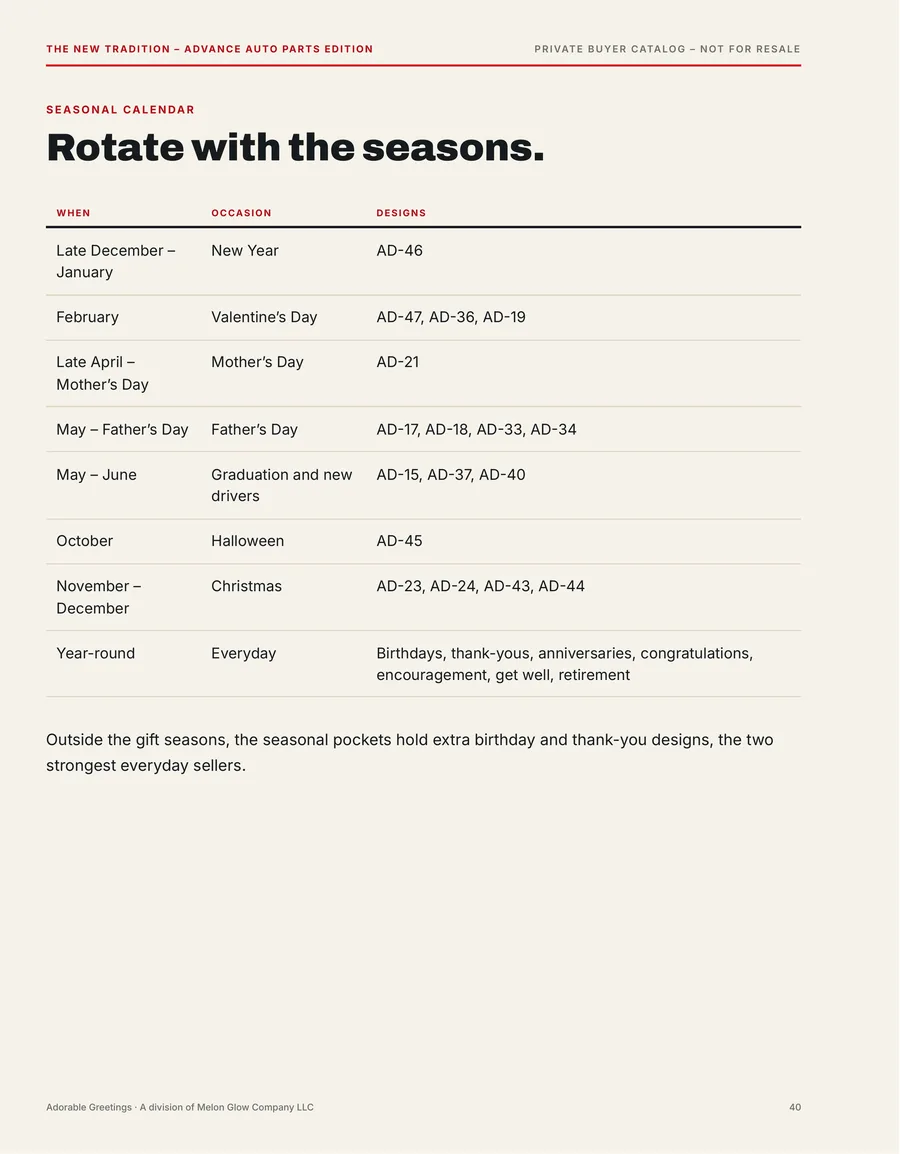 THE NEW TRADITION – ADVANCE AUTO PARTS EDITION
PRIVATE BUYER CATALOG – NOT FOR RESALE
SEASONAL CALENDAR
Rotate with the seasons.
WHEN OCCASION DESIGNS
Late December – New Year AD-46
January
February Valentine’s Day AD-47, AD-36, AD-19
Late April – Mother’s Day AD-21
Mother’s Day
May – Father’s Day Father’s Day AD-17, AD-18, AD-33, AD-34
May – June Graduation and new AD-15, AD-37, AD-40
drivers
October Halloween AD-45
November – Christmas AD-23, AD-24, AD-43, AD-44
December
Year-round Everyday Birthdays, thank-yous, anniversaries, congratulations,
encouragement, get well, retirement
Outside the gift seasons, the seasonal pockets hold extra birthday and thank-you designs, the two
strongest everyday sellers.
Adorable Greetings · A division of Melon Glow Company LLC
40